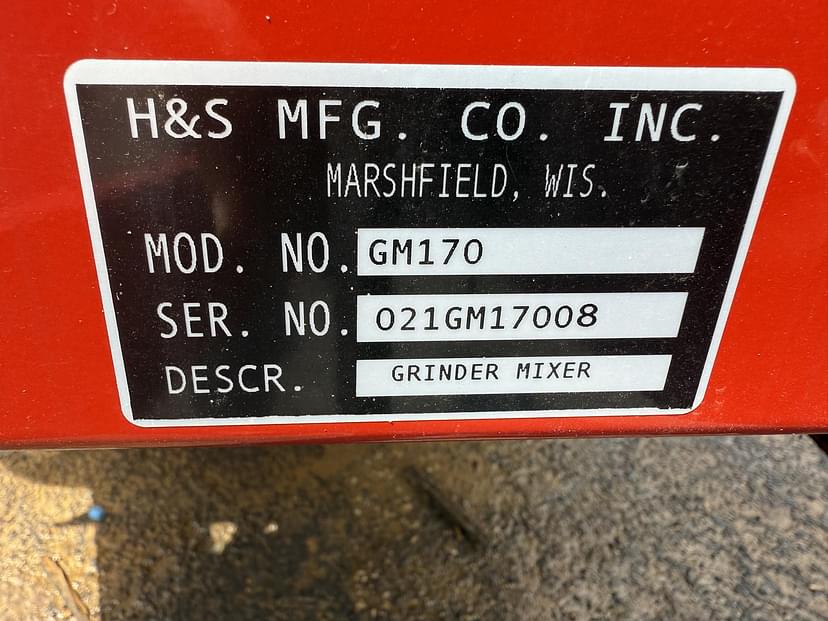 H&S MFG. CO. INC.
MARSHFIELD, WIS.
MOD. NO. GM170
SER. NO. 021GM17008
DESCR. GRINDER MIXER